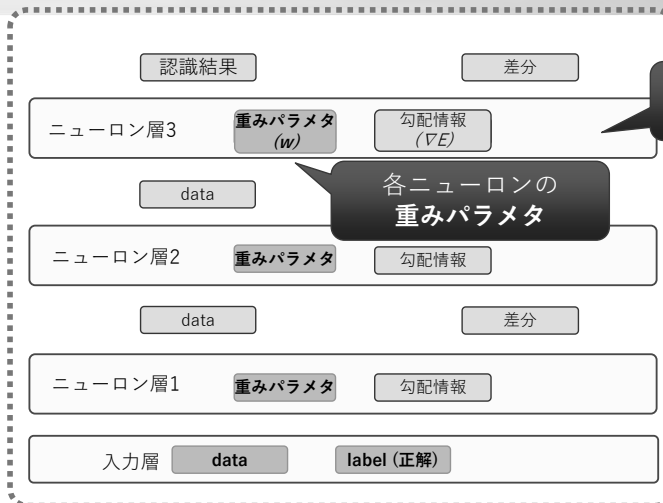 認識結果
差分
ニューロン層3
重みパラメタ
(w)
勾配情報
(∇E)
data
各ニューロンの
重みパラメタ
ニューロン層2
重みパラメタ
勾配情報
data
差分
ニューロン層1
重みパラメタ
勾配情報
入力層
data
label (正解)